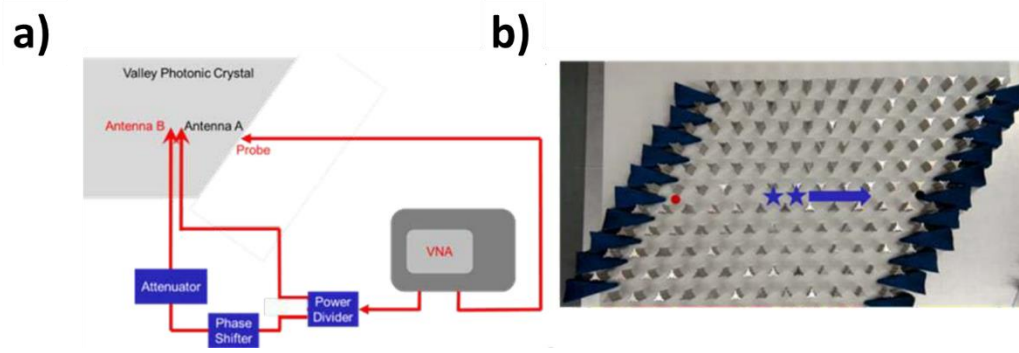 a)
b)
Valley Photonic Crystal
Antenna B
Antenna A
Probe
VNA
Attenuator
Power
Divider
Phase
Shifter